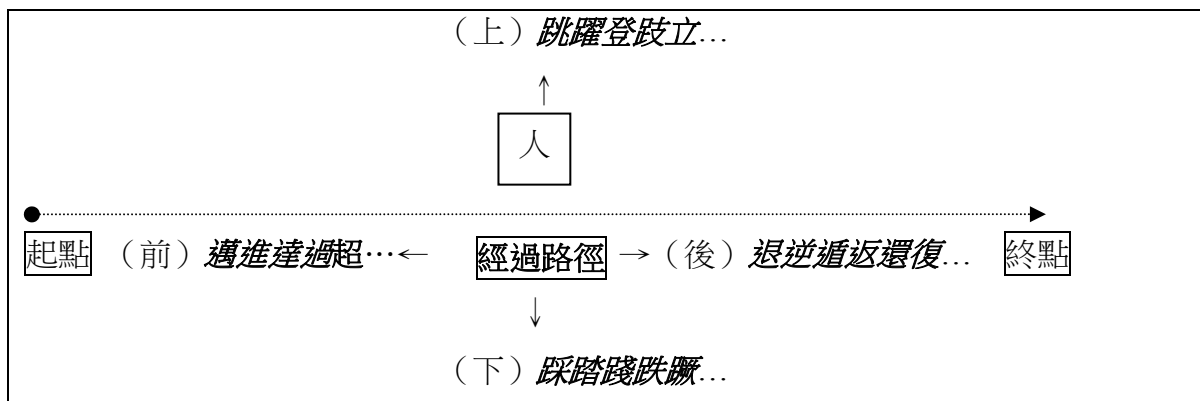 （上）跳躍登跂立…
↑
人
起點 （前）邁進達過超…← 經過路徑 →（後）退逆遁返還復… 終點
↓
（下）踩踏踐跌蹶…